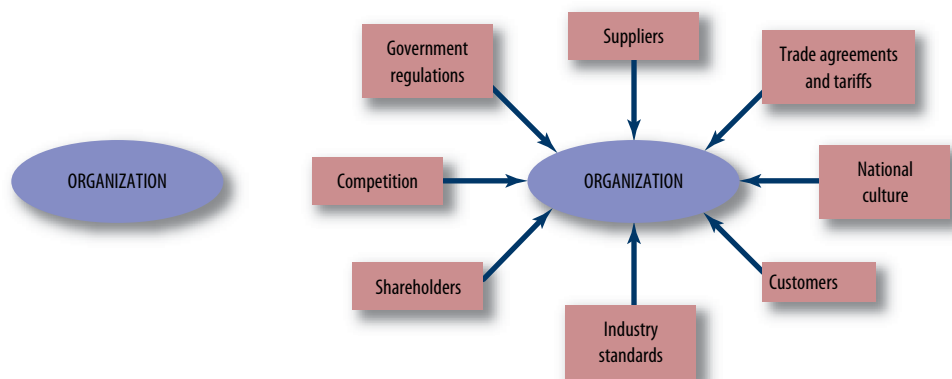 ORGANIZATION
Government
regulations
Suppliers
Trade agreements
and tariffs
Competition
ORGANIZATION
National
culture
Shareholders
Industry
standards
Customers